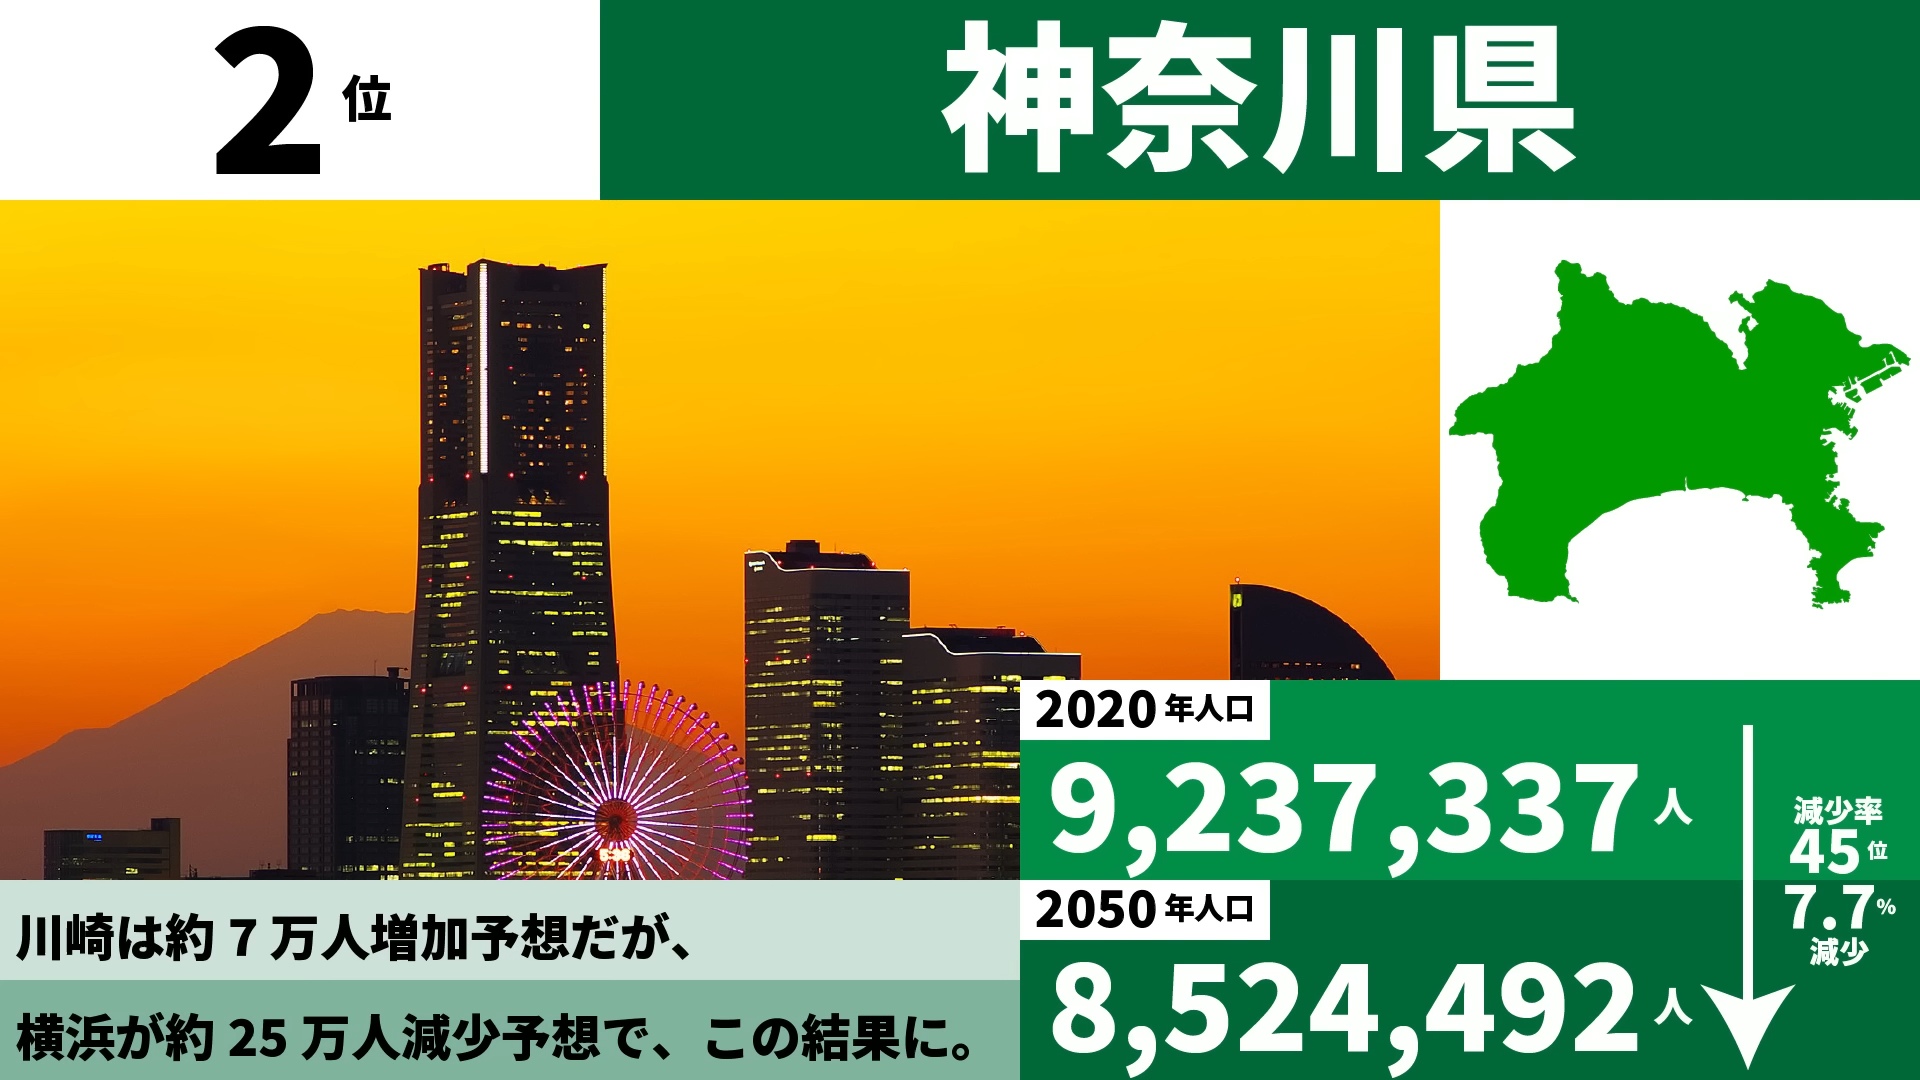 2位
神奈川県
5:36
2020年人口
9,237,337人
減少率
45位
7.7%
減少
2050年人口
8,524,492人
川崎は約7万人増加予想だが、
横浜が約25万人減少予想で、この結果に。